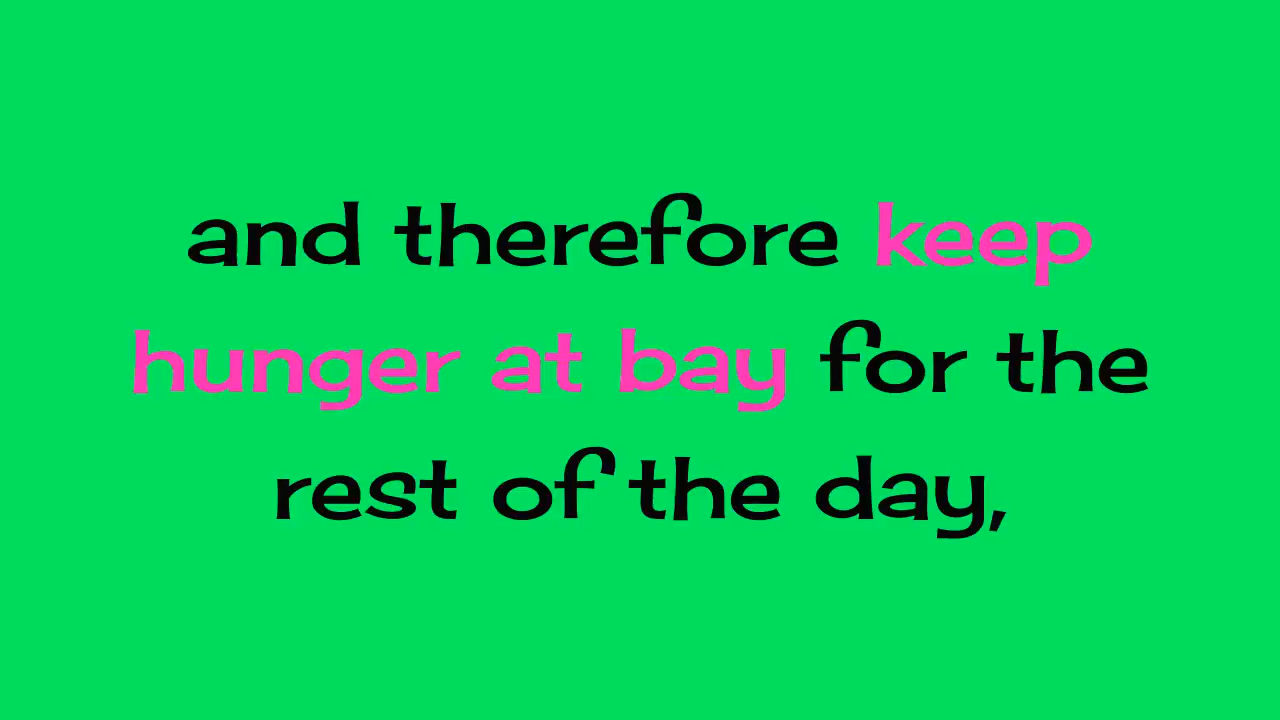 and therefore keep
hunger at bay for the
rest of the day,